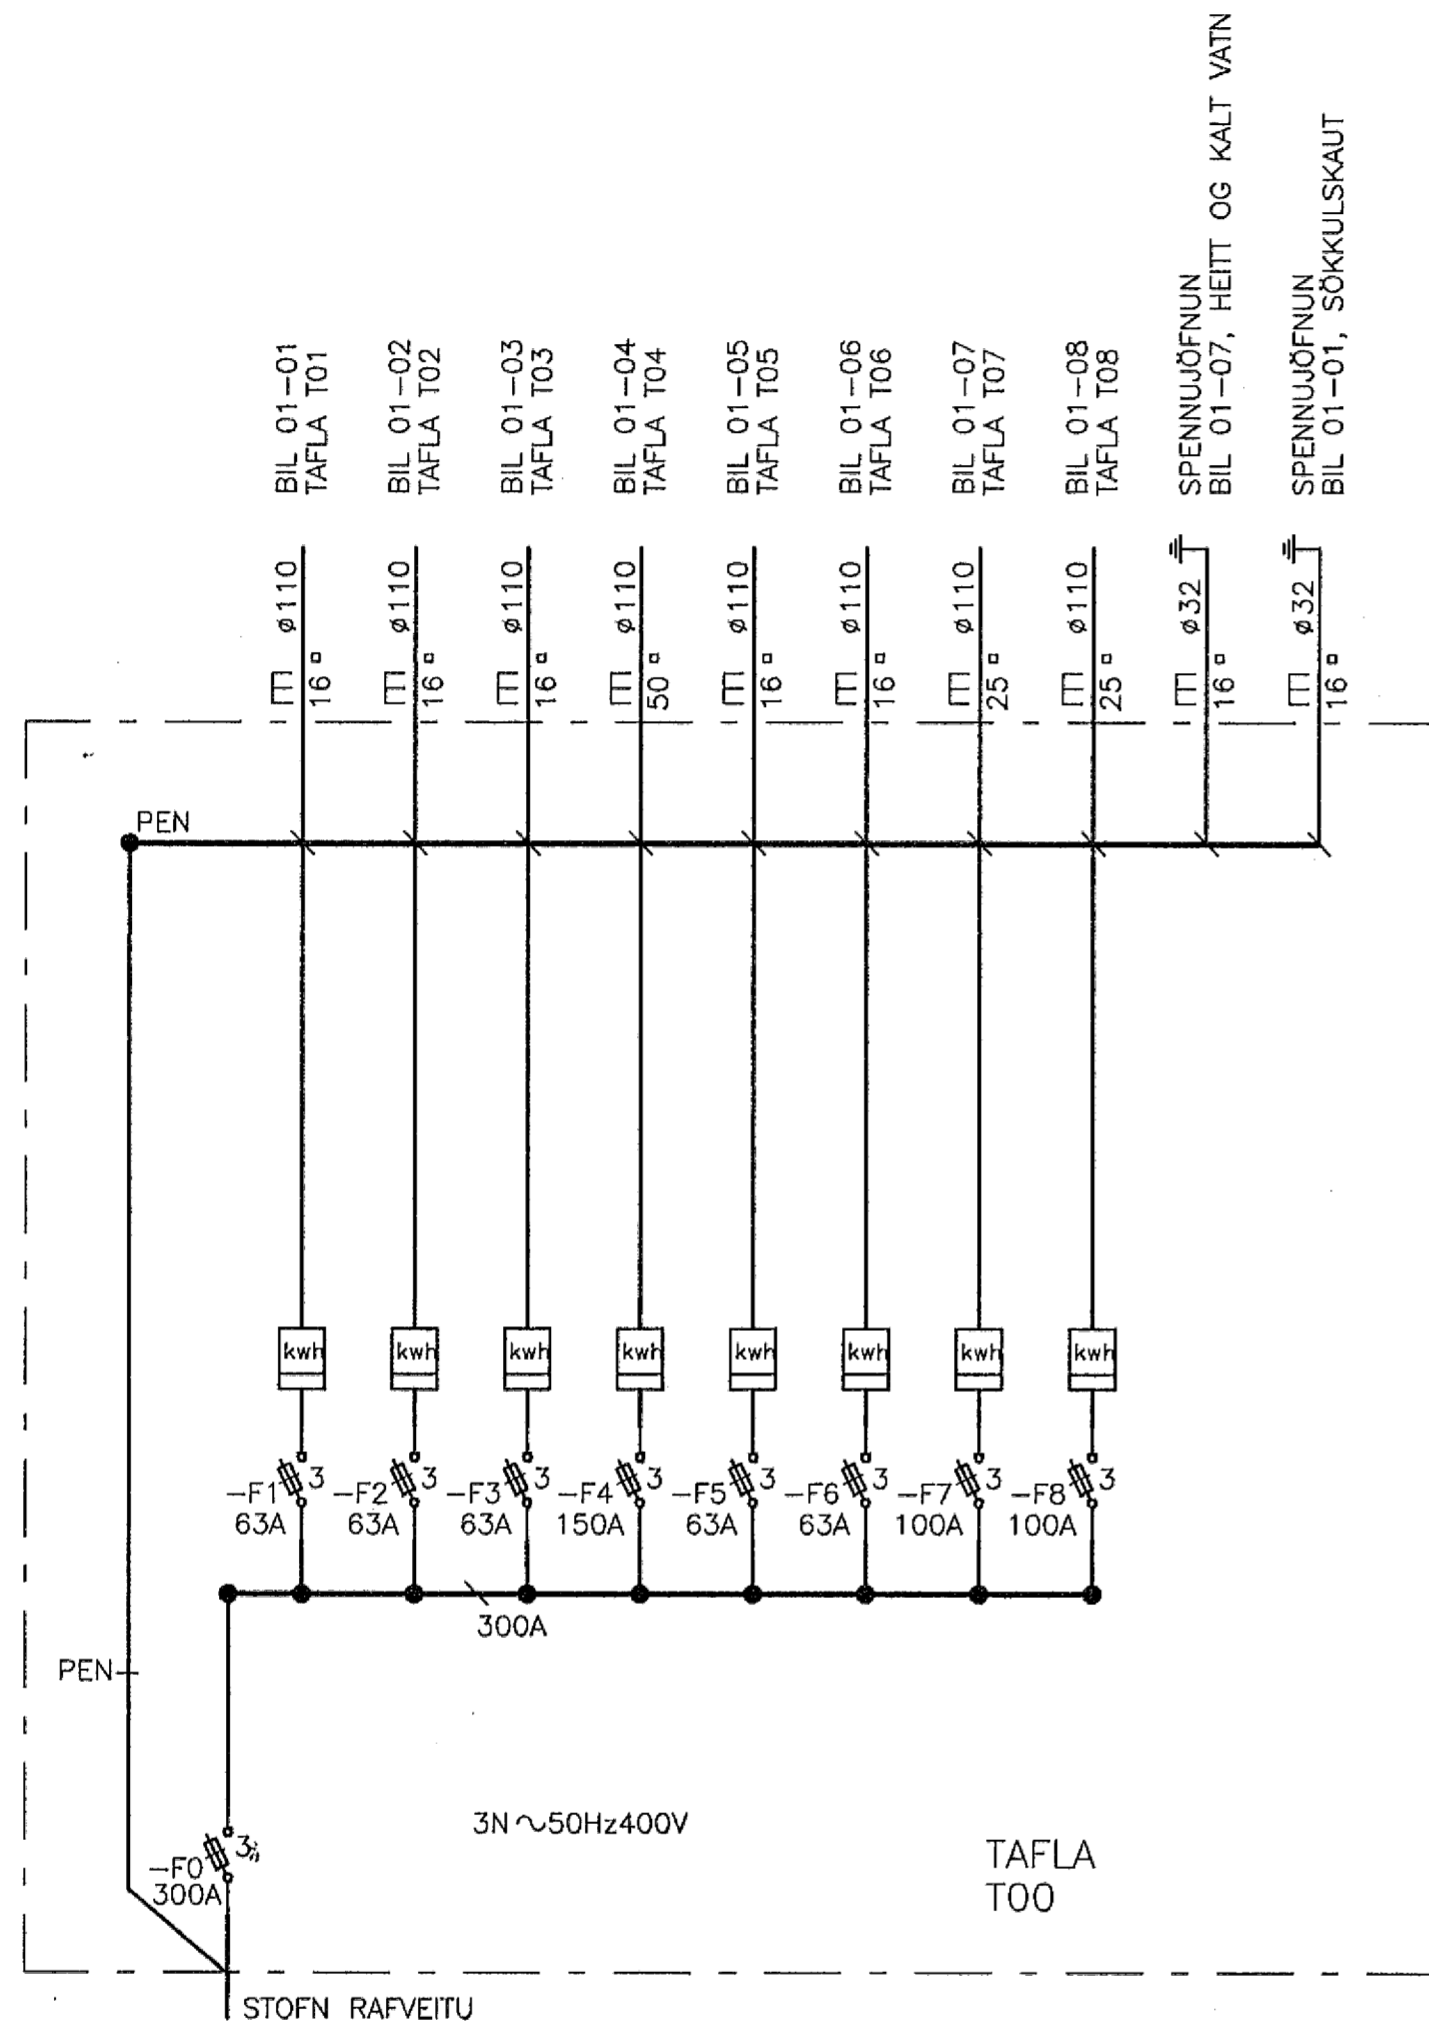 BIL 01-01
TAFLA T01
BIL 01-02
TAFLA T02
BIL 01-03
TAFLA T03
BIL 01-04
TAFLA T04
BIL 01-05
TAFLA T05
BIL 01-06
TAFLA T06
BIL 01-07
TAFLA T07
BIL 01-08
TAFLA T08
SPENNUJÖFNUN
BIL 01-07, HEITT OG KALT VATN
SPENNUJÖFNUN
BIL 01-01, SÖKKULSKAUT
ø110
16▫
ø110
16▫
ø110
16▫
ø110
50▫
ø110
16▫
ø110
16▫
ø110
25▫
ø110
25▫
ø32
16▫
ø32
16▫
PEN
kwh
kwh
kwh
kwh
kwh
kwh
kwh
kwh
-F1 3
63A
-F2 3
63A
-F3 3
63A
-F4 3
150A
-F5 3
63A
-F6 3
63A
-F7 3
100A
-F8 3
100A
300A
PEN
3N ~50Hz400V
-F0 3
300A
TAFLA
T00
STOFN RAFVEITU